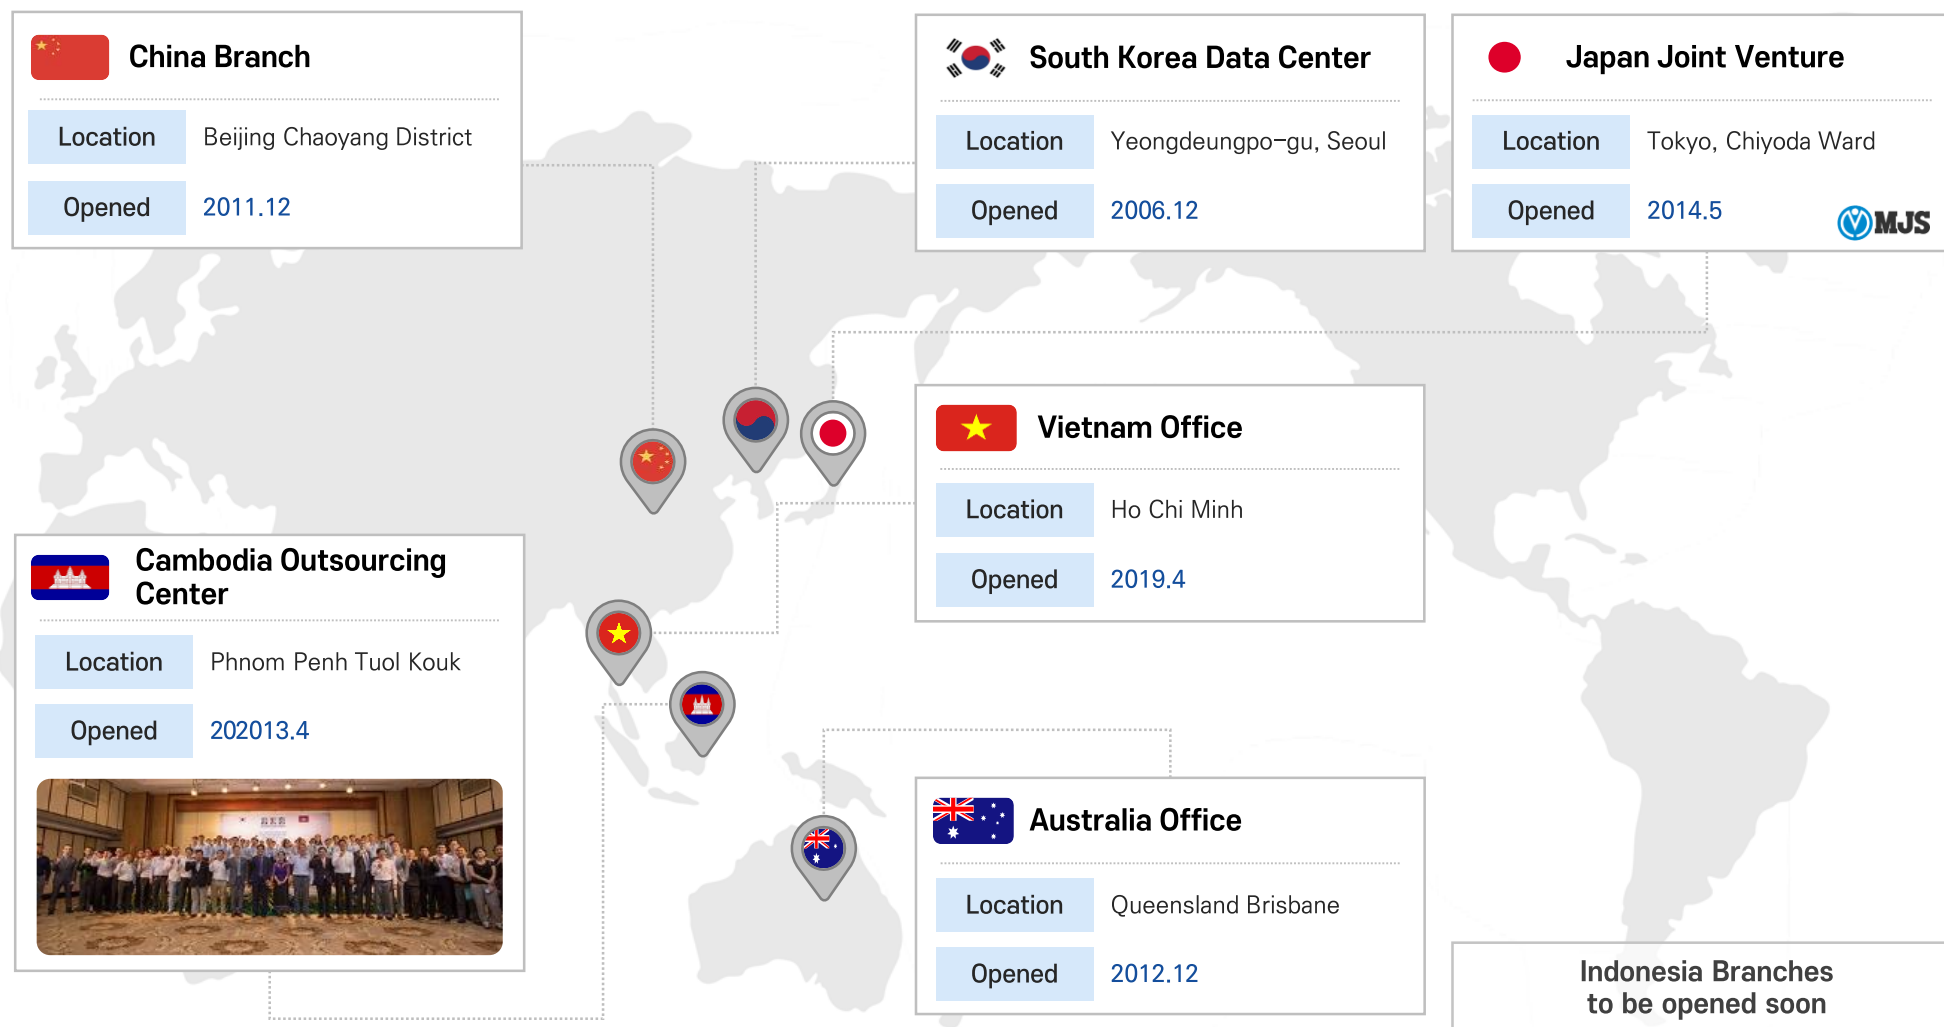 China Branch
Location Beijing Chaoyang District
Opened 2011.12
South Korea Data Center
Location Yeongdeungpo-gu, Seoul
Opened 2006.12
Japan Joint Venture
Location Tokyo, Chiyoda Ward
Opened 2014.5
MJS
Vietnam Office
Location Ho Chi Minh
Opened 2019.4
Cambodia Outsourcing
Center
Location Phnom Penh Tuol Kouk
Opened 202013.4
Australia Office
Location Queensland Brisbane
Opened 2012.12
Indonesia Branches
to be opened soon